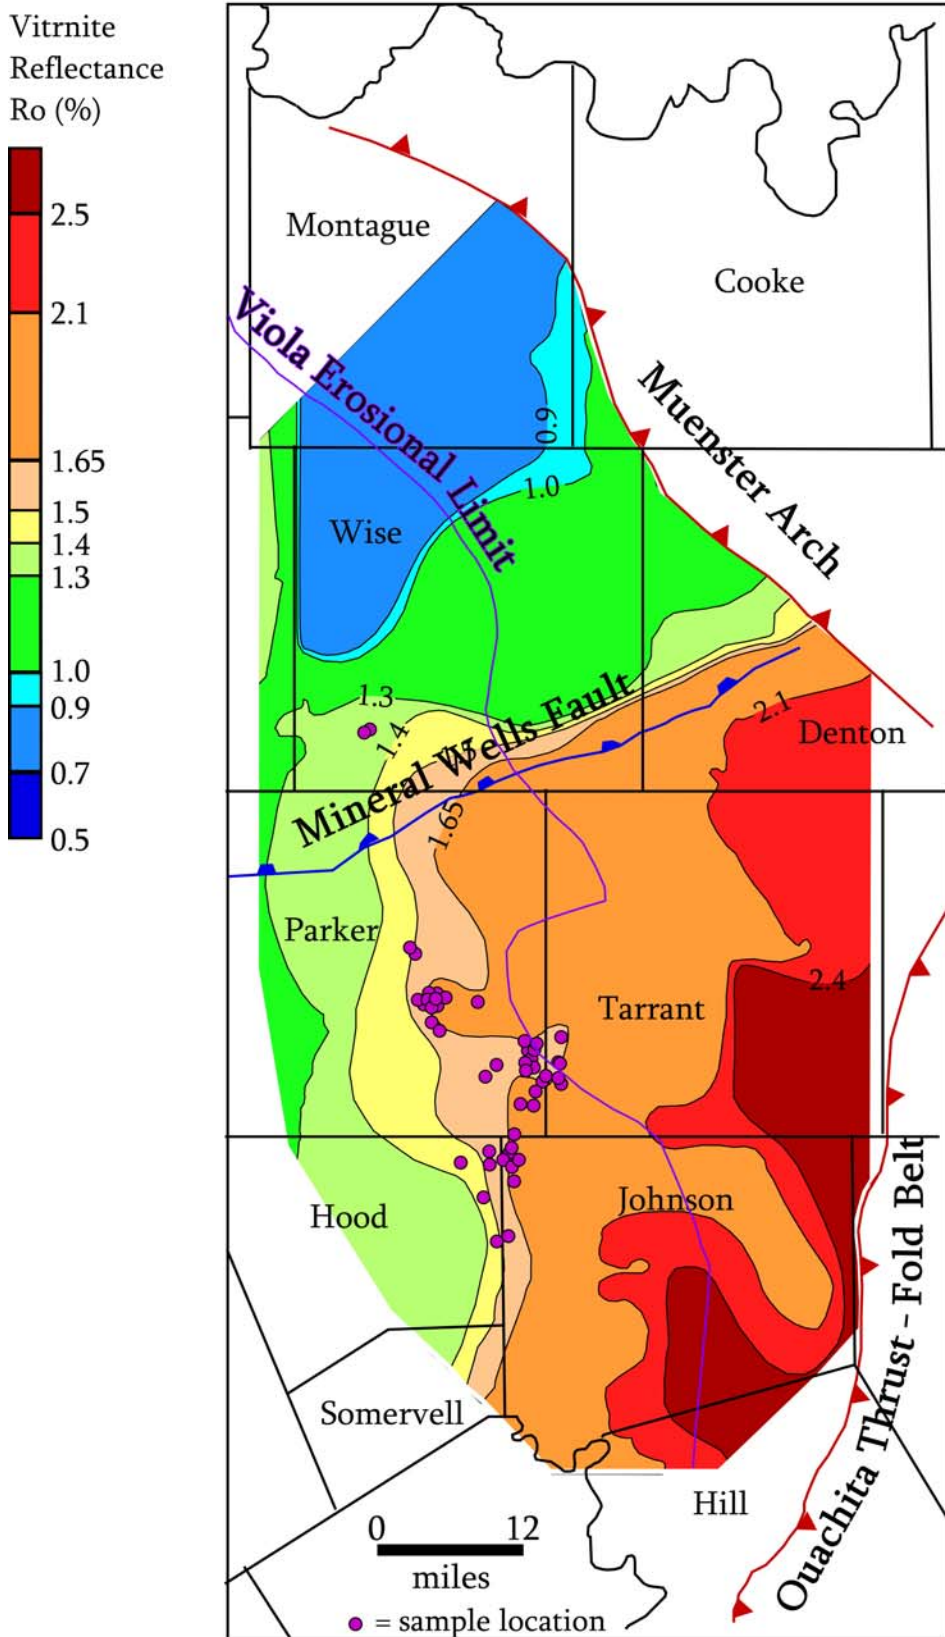 Vitrnite
Reflectance
Ro (%)
2.5
2.1
1.65
1.5
1.4
1.3
1.0
0.9
0.7
0.5
Montague
Cooke
Viola Erosional Limit
Muenster Arch
0.9
1.0
Wise
1.3
1.4
Mineral Wells Fault
2.1
Denton
1.65
Parker
2.4
Tarrant
Johnson
Hood
Ouachita Thrust - Fold Belt
Somervell
Hill
0 12
miles
= sample location